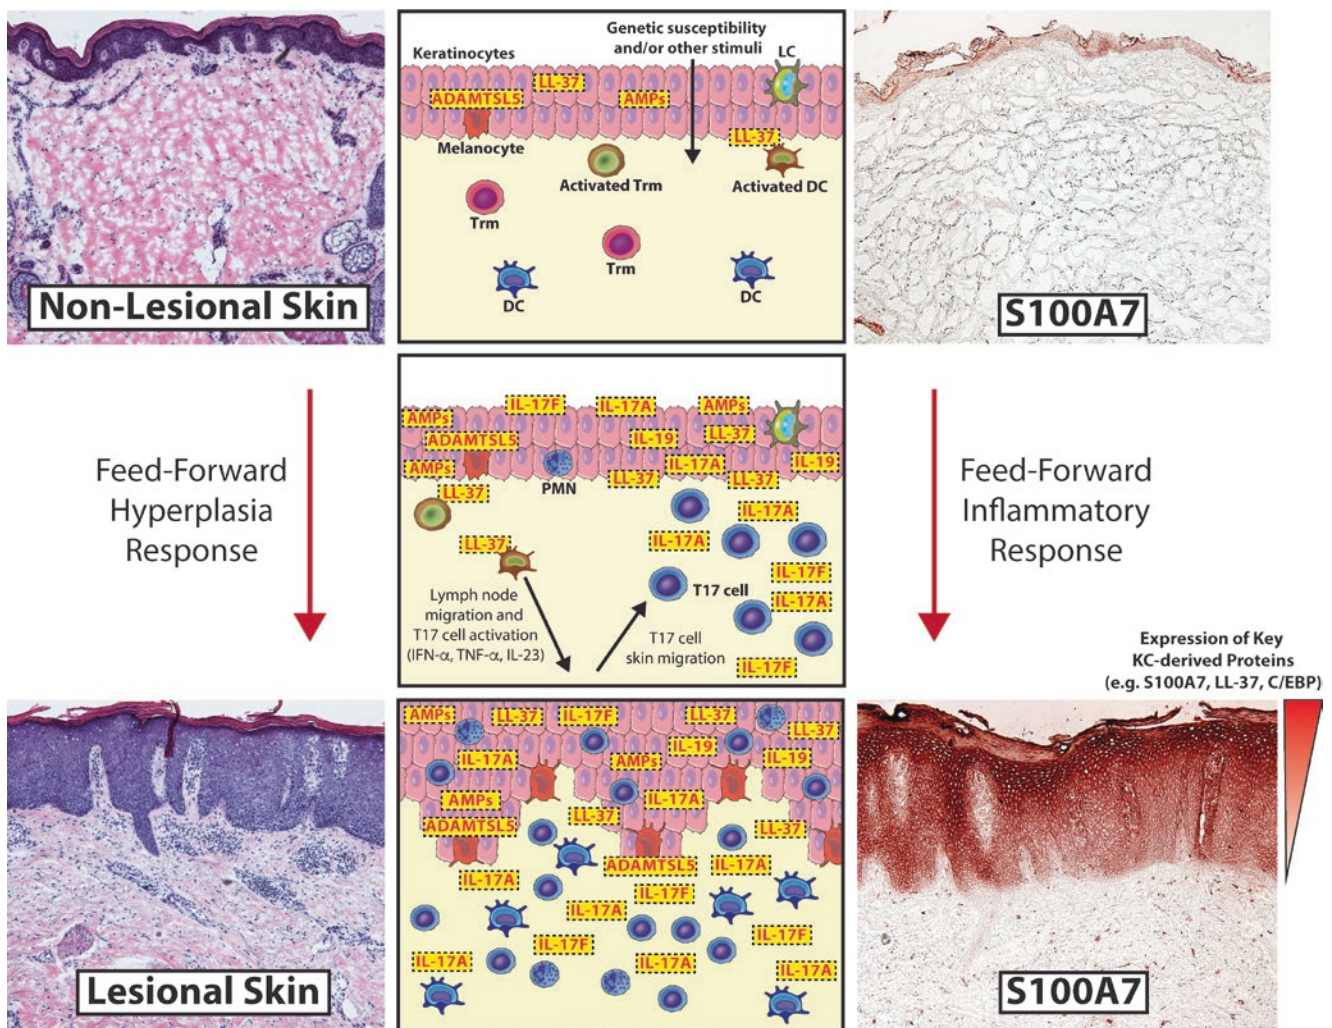 Genetic susceptibility
and/or other stimuli
Keratinocytes
LC
LL-37
ADAMTSL5
AMPs
LL-37
Melanocyte
Activated Trm
Activated DC
Trm
Trm
DC
DC
Non-Lesional Skin
S100A7
Feed-Forward
Hyperplasia
Response
IL-17F
IL-17A
AMPs
AMPs
ADAMTSL5
IL-19
LL-37
AMPs
IL-17A
IL-19
LL-37
PMN
LL-37
LL-37
IL-17A
IL-17A
LL-37
IL-17F
T17 cell
IL-17A
Lymph node
migration and
T17 cell activation
(IFN-α, TNF-α, IL-23)
T17 cell
skin migration
IL-17F
Feed-Forward
Inflammatory
Response
Expression of Key
KC-derived Proteins
(e.g. S100A7, LL-37, C/EBP)
AMPs
LL-37
IL-17F
LL-37
LL-37
IL-17A
IL-19
IL-19
AMPs
AMPs
IL-17A
ADAMTSL5
LL-37
LL-37
ADAMTSL5
IL-17A
IL-17A
IL-17F
IL-17A
IL-17F
IL-17F
IL-17A
IL-17A
IL-17A
Lesional Skin
S100A7